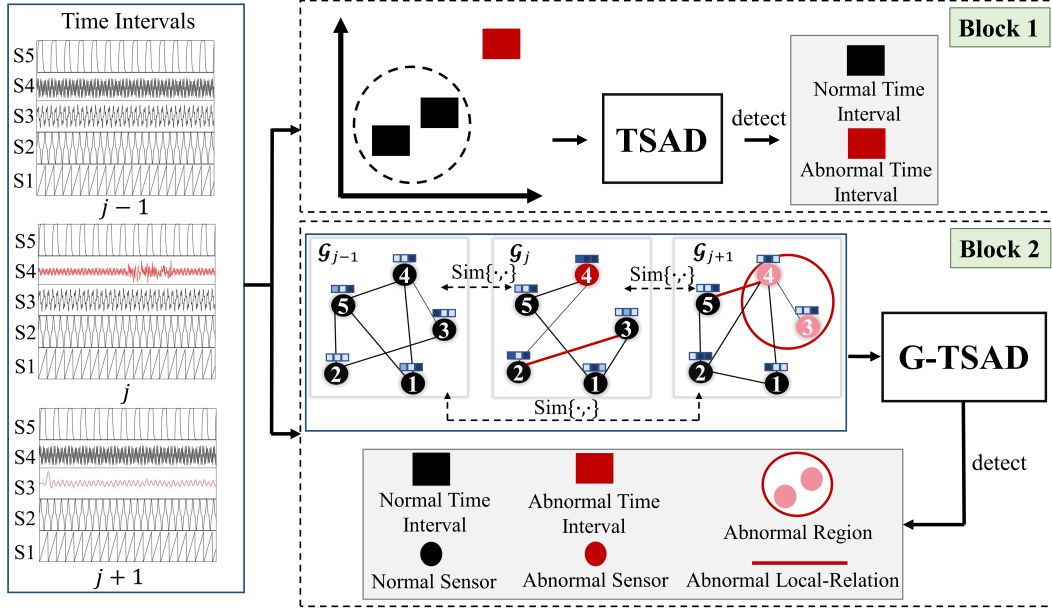 Time Intervals
S5
S4
S3
S2
S1
j − 1
S5
S4
S3
S2
S1
j
S5
S4
S3
S2
S1
j + 1
Block 1
TSAD
detect
Normal Time
Interval
Abnormal Time
Interval
Block 2
𝓖j−1
4
5
3
2
1
Sim{·,·}
𝓖j
4
5
3
2
1
Sim{·,·}
𝓖j+1
4
5
3
2
1
Sim{·,·}
G-TSAD
detect
Normal Time
Interval
Abnormal Time
Interval
Abnormal Region
Normal Sensor
Abnormal Sensor
Abnormal Local-Relation